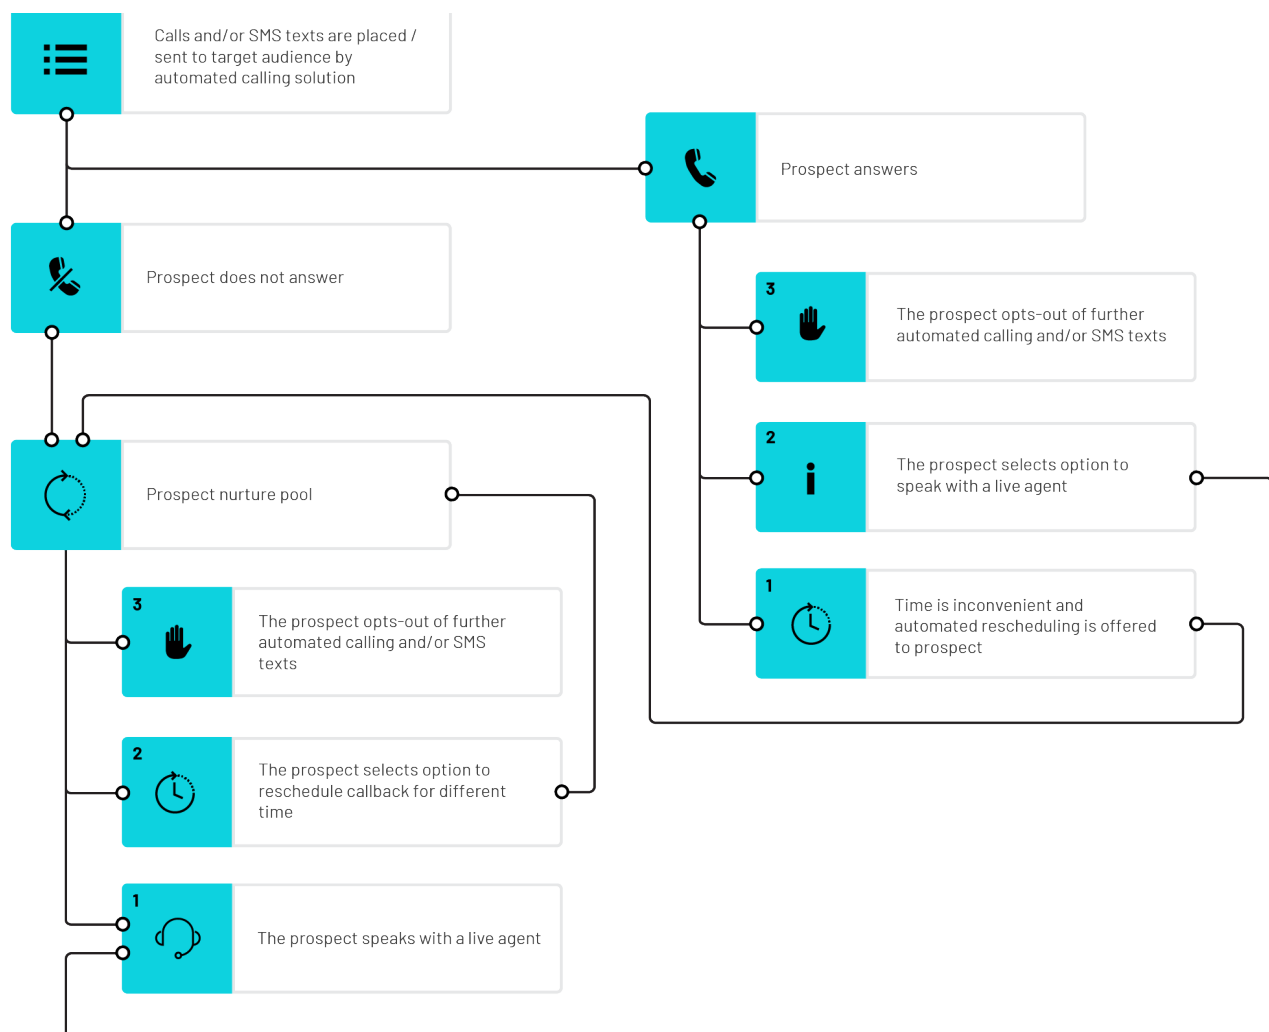 Calls and/or SMS texts are placed /
sent to target audience by
automated calling solution
Prospect answers
Prospect does not answer
3
The prospect opts-out of further
automated calling and/or SMS texts
2
The prospect selects option to
speak with a live agent
1
Time is inconvenient and
automated rescheduling is offered
to prospect
Prospect nurture pool
3
The prospect opts-out of further
automated calling and/or SMS
texts
2
The prospect selects option to
reschedule callback for different
time
1
The prospect speaks with a live agent